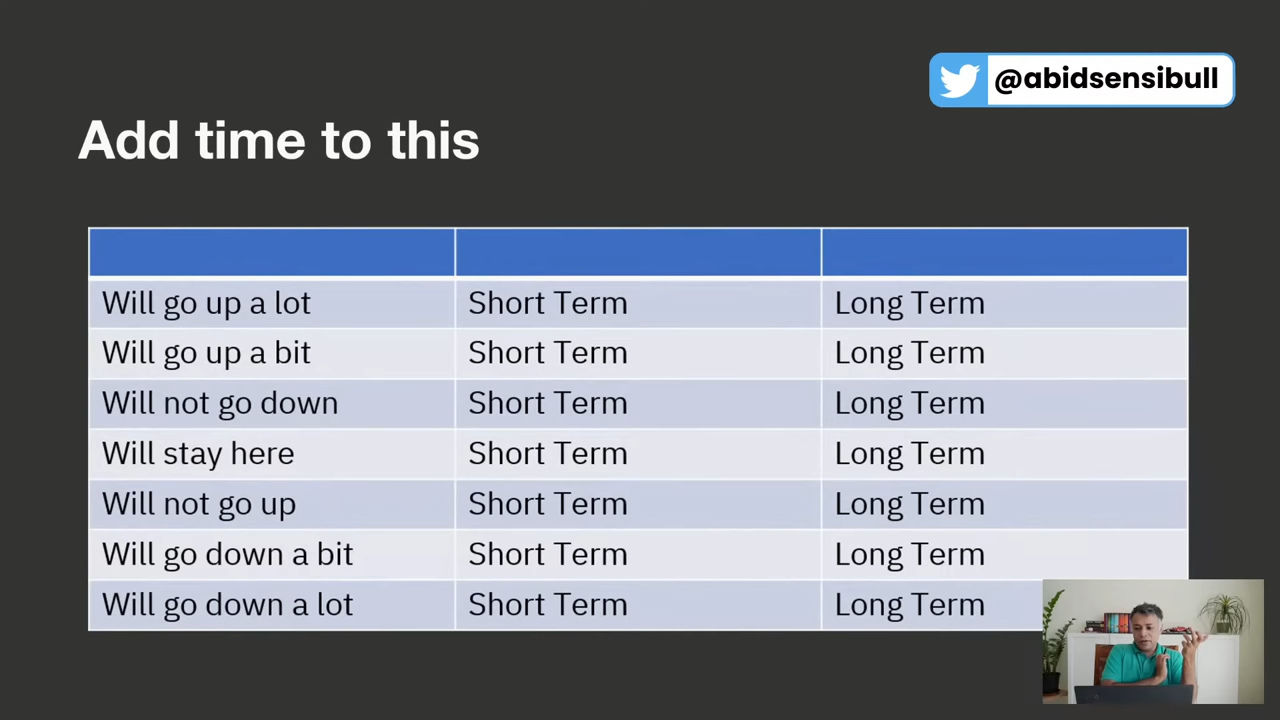 @abidsensibull
Add time to this
Will go up a lot Short Term Long Term
Will go up a bit Short Term Long Term
Will not go down Short Term Long Term
Will stay here Short Term Long Term
Will not go up Short Term Long Term
Will go down a bit Short Term Long Term
Will go down a lot Short Term Long Term